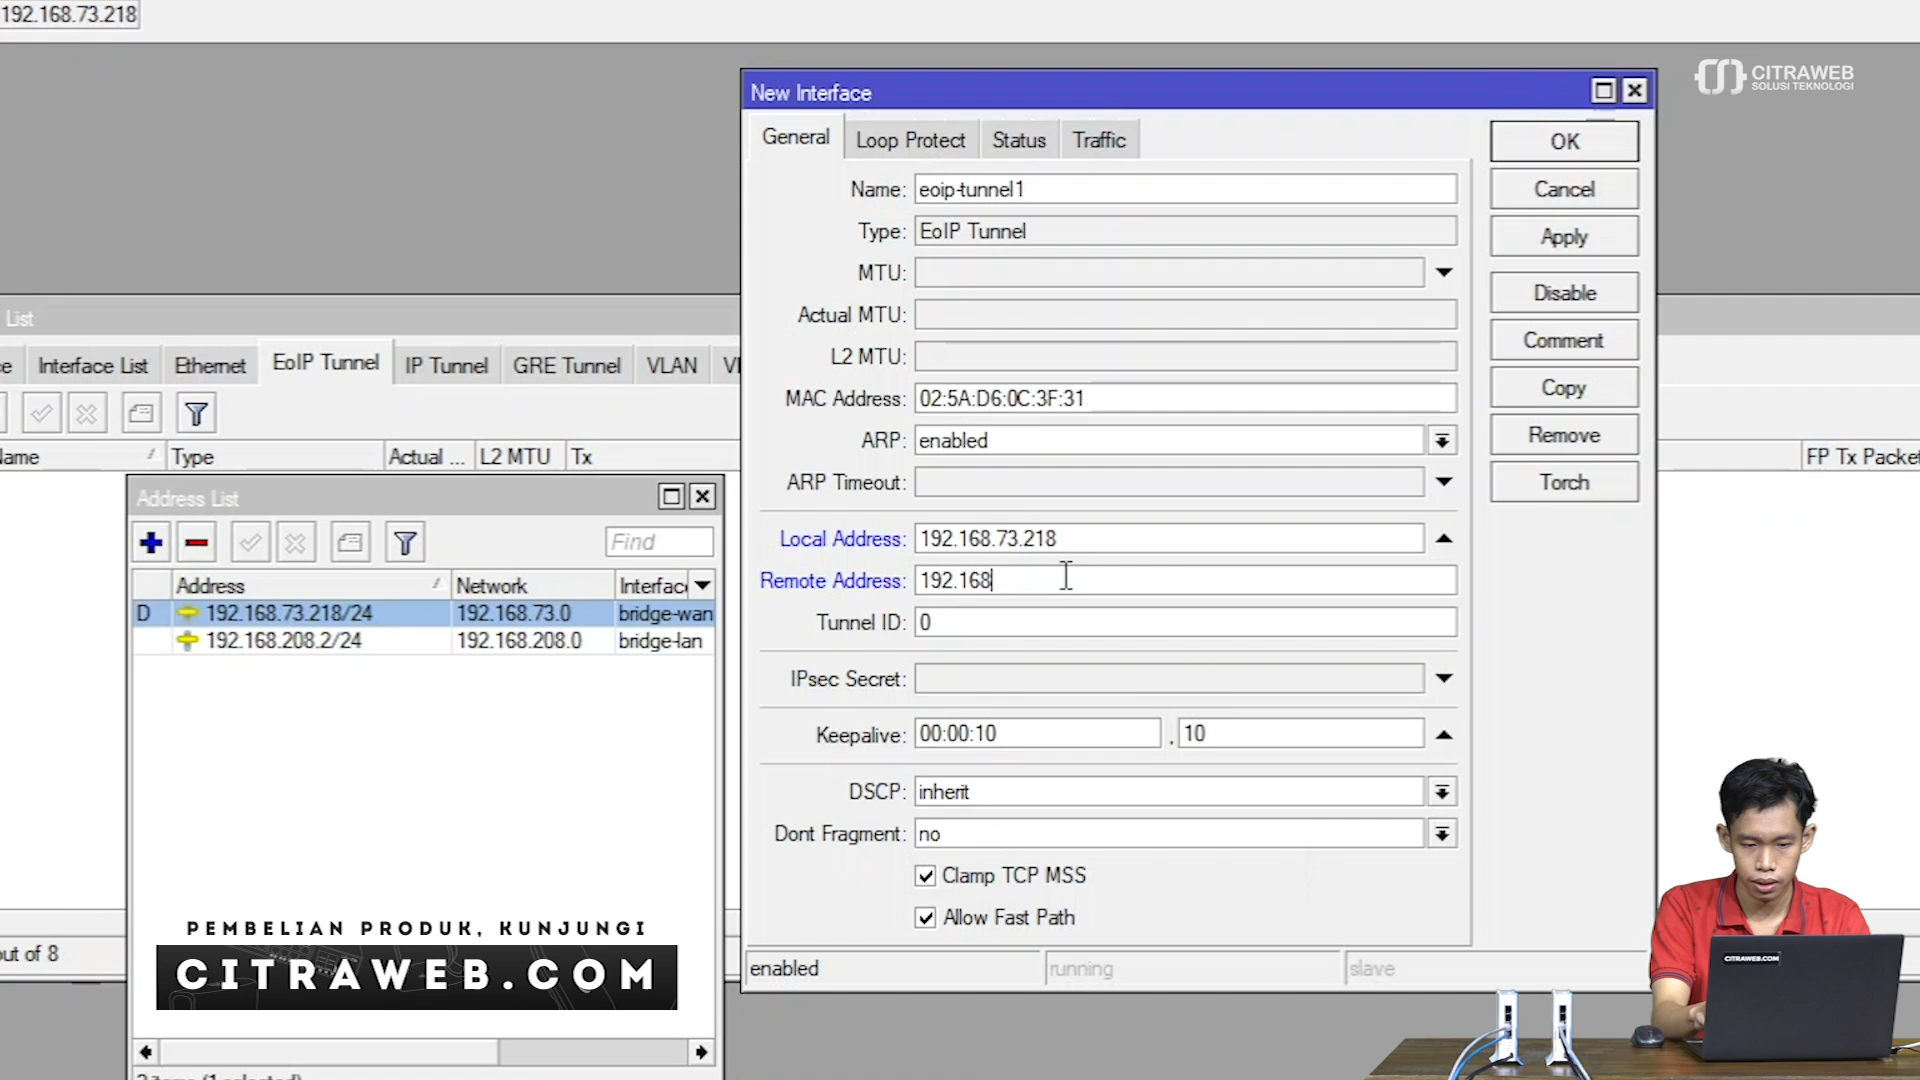 192.168.73.218
CITRAWEB
SOLUSI TEKNOLOGI
New Interface
General
Loop Protect
Status
Traffic
OK
Cancel
Apply
Disable
Comment
Copy
Remove
Torch
Name: eoip-tunnel1
Type: EoIP Tunnel
MTU:
Actual MTU:
L2 MTU:
MAC Address: 02:5A:D6:0C:3F:31
ARP: enabled
ARP Timeout:
Local Address: 192.168.73.218
Remote Address: 192.168
Tunnel ID: 0
IPsec Secret:
Keepalive: 00:00:10 , 10
DSCP: inherit
Dont Fragment: no
Clamp TCP MSS
Allow Fast Path
enabled
running
slave
List
Interface List
Ethernet
EoIP Tunnel
IP Tunnel
GRE Tunnel
VLAN
Type
Actual ...
L2 MTU
Tx
FP Tx Packet
Address List
Find
Address
Network
Interfac
D 192.168.73.218/24 192.168.73.0 bridge-wan
192.168.208.2/24 192.168.208.0 bridge-lan
out of 8
PEMBELIAN PRODUK, KUNJUNGI
CITRAWEB.COM
CITRAWEB.COM